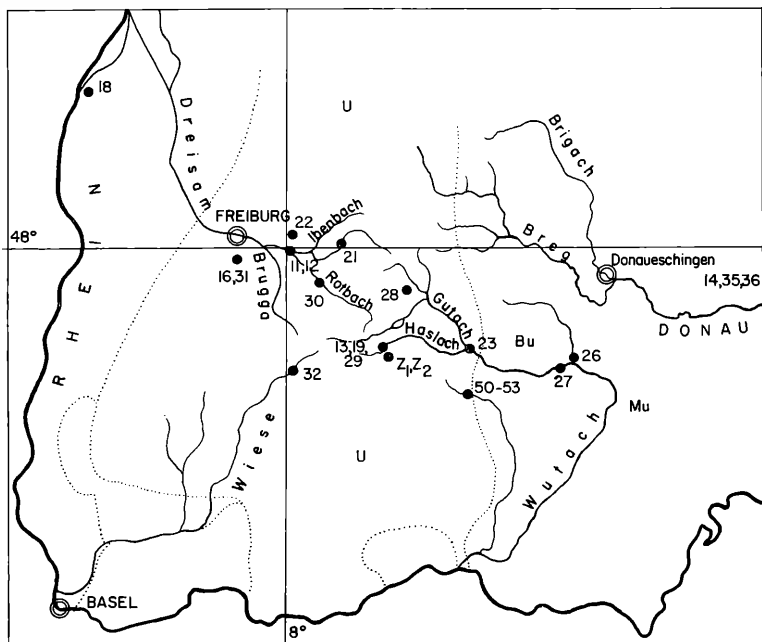 18
U
Dreisam
Brigach
RHEIN
FREIBURG
22
Ibenbach
48°
21
Breg
Donaueschingen
11,12
16,31
Brugga
30
Rotbach
28
Gutach
14,35,36
DONAU
Haslach
23
Bu
13,19,
29
Z1,Z2
26
27
32
50-53
Mu
Wiese
U
Wutach
BASEL
8°